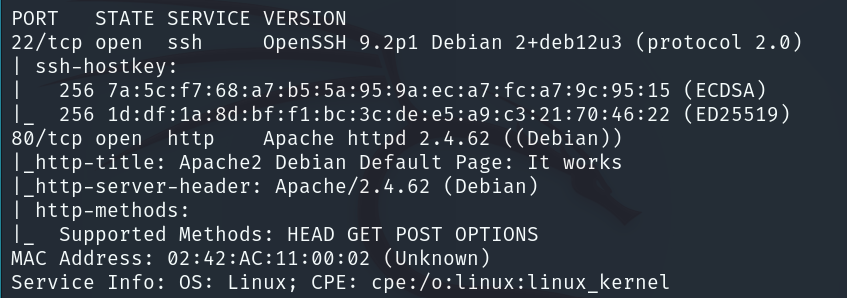 PORT   STATE SERVICE VERSION
22/tcp open  ssh     OpenSSH 9.2p1 Debian 2+deb12u3 (protocol 2.0)
| ssh-hostkey:
|   256 7a:5c:f7:68:a7:b5:5a:95:9a:ec:a7:fc:a7:9c:95:15 (ECDSA)
|_  256 1d:df:1a:8d:bf:f1:bc:3c:de:e5:a9:c3:21:70:46:22 (ED25519)
80/tcp open  http    Apache httpd 2.4.62 ((Debian))
|_http-title: Apache2 Debian Default Page: It works
|_http-server-header: Apache/2.4.62 (Debian)
| http-methods:
|_  Supported Methods: HEAD GET POST OPTIONS
MAC Address: 02:42:AC:11:00:02 (Unknown)
Service Info: OS: Linux; CPE: cpe:/o:linux:linux_kernel